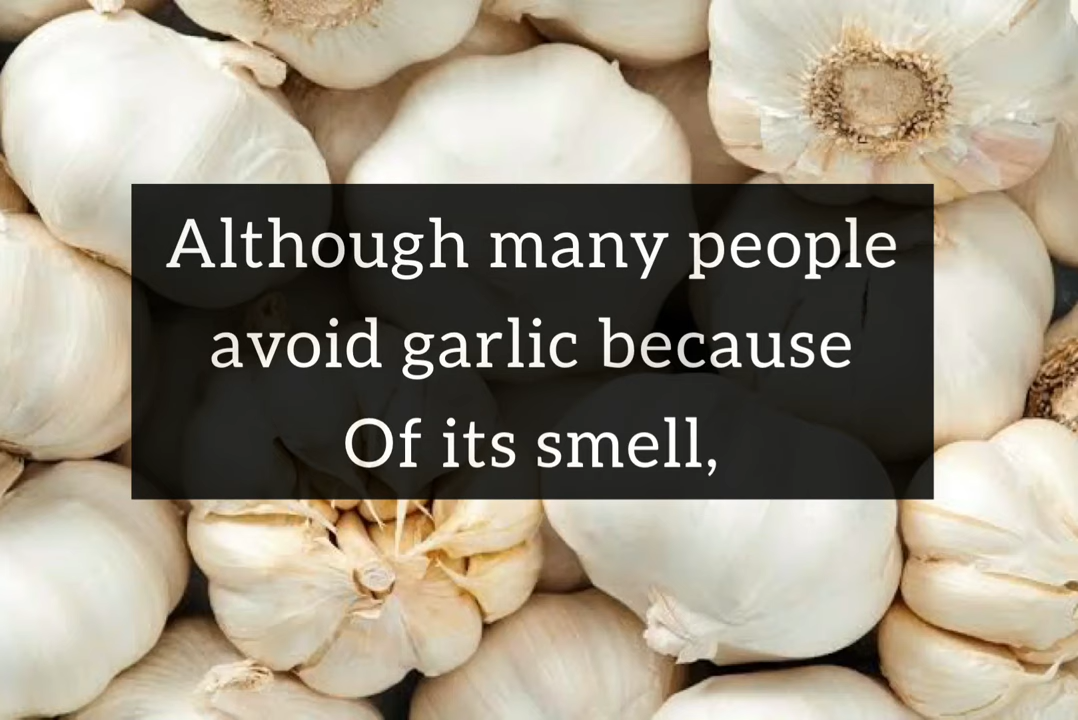 Although many people
avoid garlic because
Of its smell,